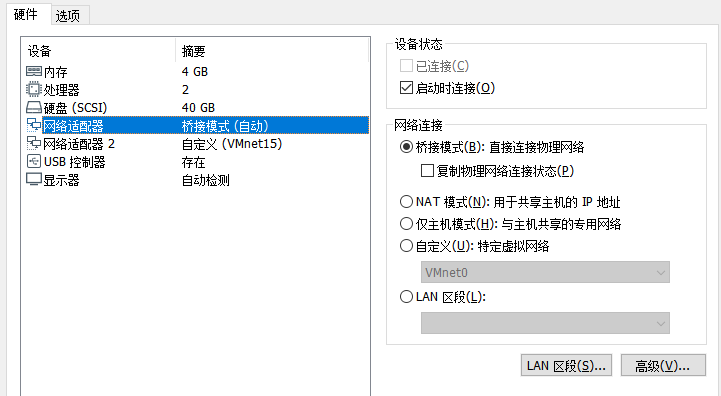 硬件 选项
设备 摘要
内存 4 GB
处理器 2
硬盘 (SCSI) 40 GB
网络适配器 桥接模式 (自动)
网络适配器 2 自定义 (VMnet15)
USB 控制器 存在
显示器 自动检测
设备状态
已连接(C)
启动时连接(O)
网络连接
桥接模式(B): 直接连接物理网络
复制物理网络连接状态(P)
NAT 模式(N): 用于共享主机的 IP 地址
仅主机模式(H): 与主机共享的专用网络
自定义(U): 特定虚拟网络
VMnet0
LAN 区段(L):
LAN 区段(S)... 高级(V)...